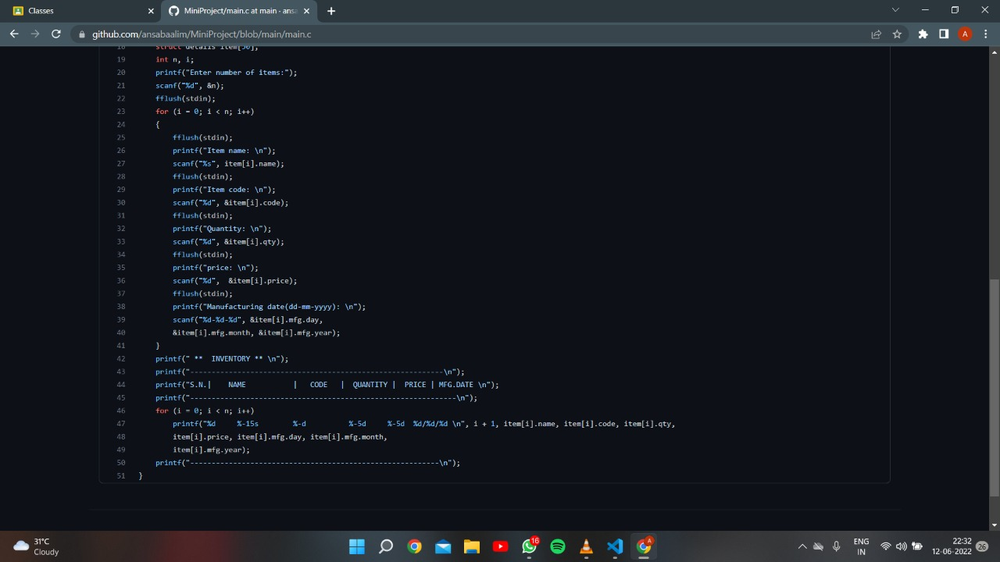 Classes
MiniProject/main.c at main · ansa
github.com/ansabaalim/MiniProject/blob/main/main.c
A
18 struct details item[50];
19 int n, i;
20 printf("Enter number of items:");
21 scanf("%d", &n);
22 fflush(stdin);
23 for (i = 0; i < n; i++)
24 {
25 fflush(stdin);
26 printf("Item name: \n");
27 scanf("%s", item[i].name);
28 fflush(stdin);
29 printf("Item code: \n");
30 scanf("%d", &item[i].code);
31 fflush(stdin);
32 printf("Quantity: \n");
33 scanf("%d", &item[i].qty);
34 fflush(stdin);
35 printf("price: \n");
36 scanf("%d",  &item[i].price);
37 fflush(stdin);
38 printf("Manufacturing date(dd-mm-yyyy): \n");
39 scanf("%d-%d-%d", &item[i].mfg.day,
40 &item[i].mfg.month, &item[i].mfg.year);
41 }
42 printf(" **  INVENTORY ** \n");
43 printf("-----------------------------------------------------------\n");
44 printf("S.N.|    NAME           |   CODE   |  QUANTITY |  PRICE | MFG.DATE \n");
45 printf("--------------------------------------------------------------\n");
46 for (i = 0; i < n; i++)
47 printf("%d     %-15s        %-d          %-5d     %-5d  %d/%d/%d \n", i + 1, item[i].name, item[i].code, item[i].qty,
48 item[i].price, item[i].mfg.day, item[i].mfg.month,
49 item[i].mfg.year);
50 printf("----------------------------------------------------------\n");
51 }
31°C
Cloudy
16
A
ENG
IN
22:32
12-06-2022
26